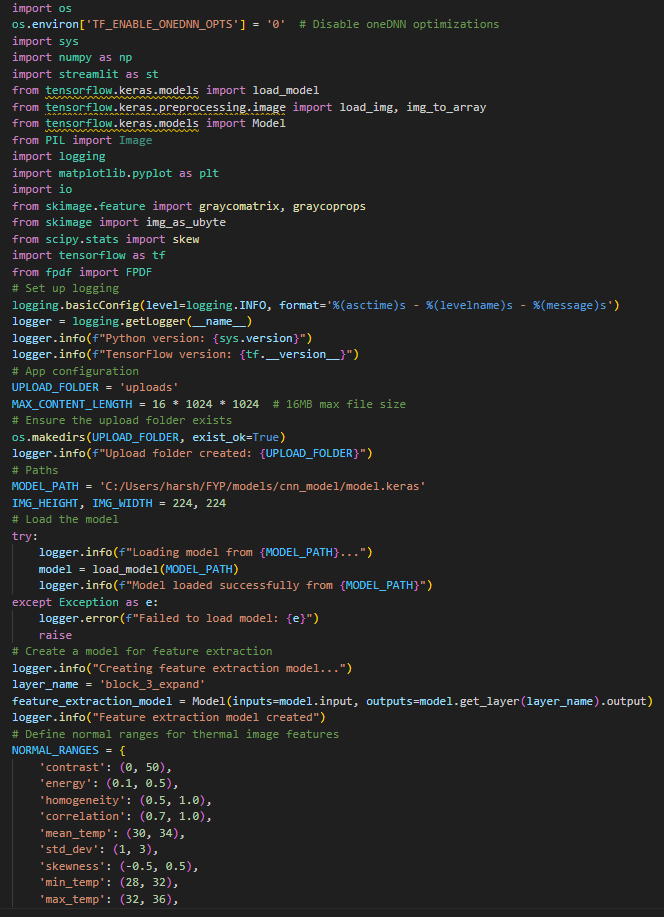 import os
os.environ['TF_ENABLE_ONEDNN_OPTS'] = '0'  # Disable oneDNN optimizations
import sys
import numpy as np
import streamlit as st
from tensorflow.keras.models import load_model
from tensorflow.keras.preprocessing.image import load_img, img_to_array
from tensorflow.keras.models import Model
from PIL import Image
import logging
import matplotlib.pyplot as plt
import io
from skimage.feature import graycomatrix, graycoprops
from skimage import img_as_ubyte
from scipy.stats import skew
import tensorflow as tf
from fpdf import FPDF
# Set up logging
logging.basicConfig(level=logging.INFO, format='%(asctime)s - %(levelname)s - %(message)s')
logger = logging.getLogger(__name__)
logger.info(f"Python version: {sys.version}")
logger.info(f"TensorFlow version: {tf.__version__}")
# App configuration
UPLOAD_FOLDER = 'uploads'
MAX_CONTENT_LENGTH = 16 * 1024 * 1024  # 16MB max file size
# Ensure the upload folder exists
os.makedirs(UPLOAD_FOLDER, exist_ok=True)
logger.info(f"Upload folder created: {UPLOAD_FOLDER}")
# Paths
MODEL_PATH = 'C:/Users/harsh/FYP/models/cnn_model/model.keras'
IMG_HEIGHT, IMG_WIDTH = 224, 224
# Load the model
try:
    logger.info(f"Loading model from {MODEL_PATH}...")
    model = load_model(MODEL_PATH)
    logger.info(f"Model loaded successfully from {MODEL_PATH}")
except Exception as e:
    logger.error(f"Failed to load model: {e}")
    raise
# Create a model for feature extraction
logger.info("Creating feature extraction model...")
layer_name = 'block_3_expand'
feature_extraction_model = Model(inputs=model.input, outputs=model.get_layer(layer_name).output)
logger.info("Feature extraction model created")
# Define normal ranges for thermal image features
NORMAL_RANGES = {
    'contrast': (0, 50),
    'energy': (0.1, 0.5),
    'homogeneity': (0.5, 1.0),
    'correlation': (0.7, 1.0),
    'mean_temp': (30, 34),
    'std_dev': (1, 3),
    'skewness': (-0.5, 0.5),
    'min_temp': (28, 32),
    'max_temp': (32, 36),